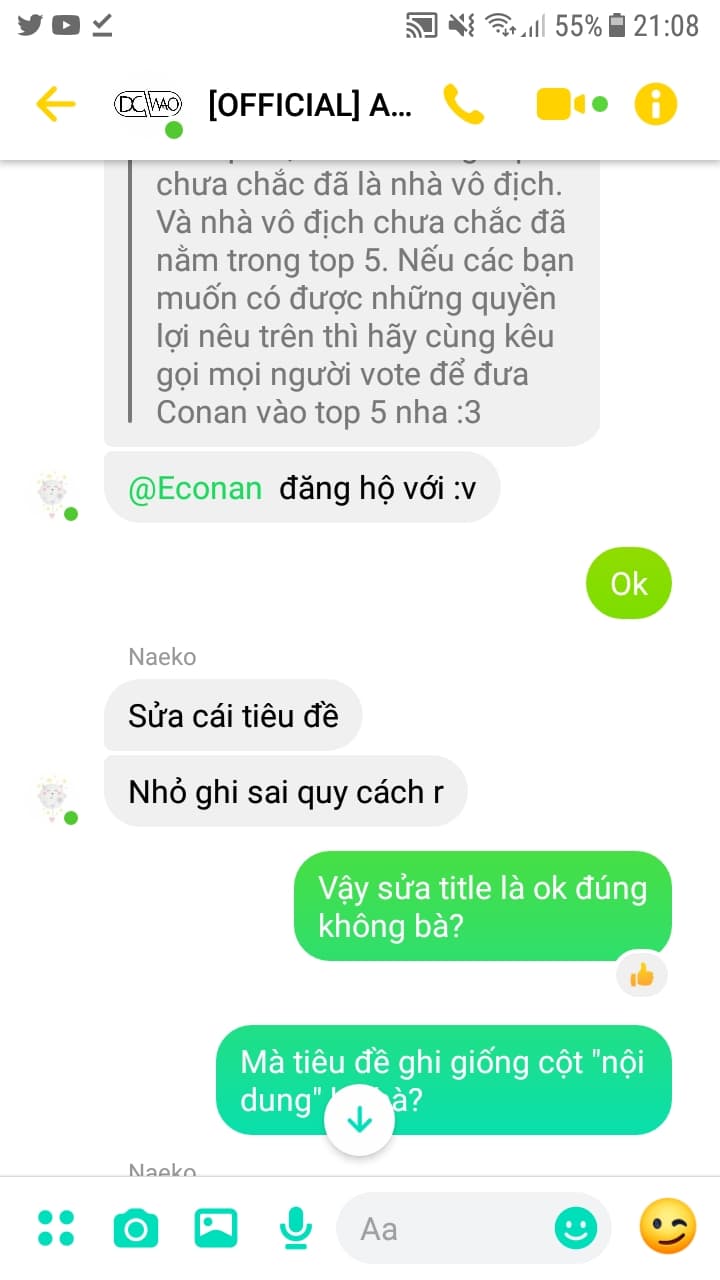 55% 21:08
DCWAO
[OFFICIAL] A...
chưa chắc đã là nhà vô địch.
Và nhà vô địch chưa chắc đã
nằm trong top 5. Nếu các bạn
muốn có được những quyền
lợi nêu trên thì hãy cùng kêu
gọi mọi người vote để đưa
Conan vào top 5 nha :3
@Econan đăng hộ với :v
Ok
Naeko
Sửa cái tiêu đề
Nhỏ ghi sai quy cách r
Vậy sửa title là ok đúng
không bà?
Mà tiêu đề ghi giống cột "nội
dung"
Naeko
Aa